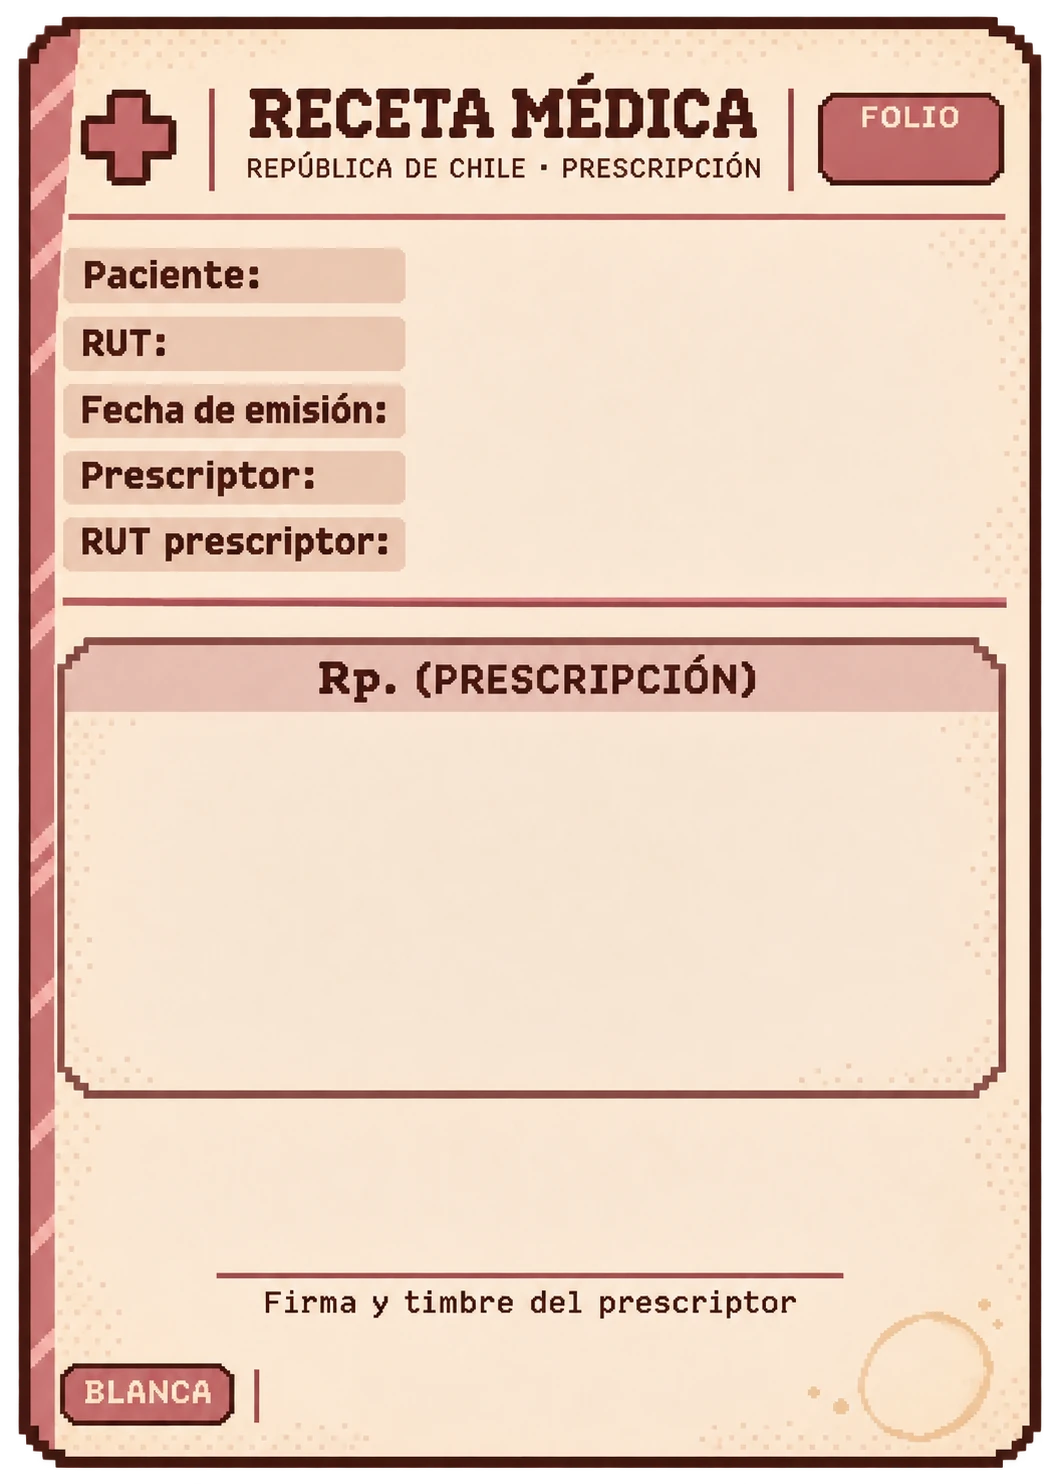 RECETA MÉDICA
REPÚBLICA DE CHILE · PRESCRIPCIÓN
FOLIO
Paciente:
RUT:
Fecha de emisión:
Prescriptor:
RUT prescriptor:
Rp. (PRESCRIPCIÓN)
Firma y timbre del prescriptor
BLANCA